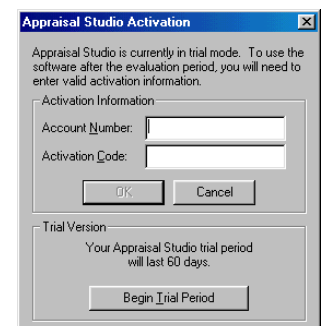 Appraisal Studio Activation
Appraisal Studio is currently in trial mode. To use the
software after the evaluation period, you will need to
enter valid activation information.
Activation Information
Account Number:
Activation Code:
OK Cancel
Trial Version
Your Appraisal Studio trial period
will last 60 days.
Begin Trial Period